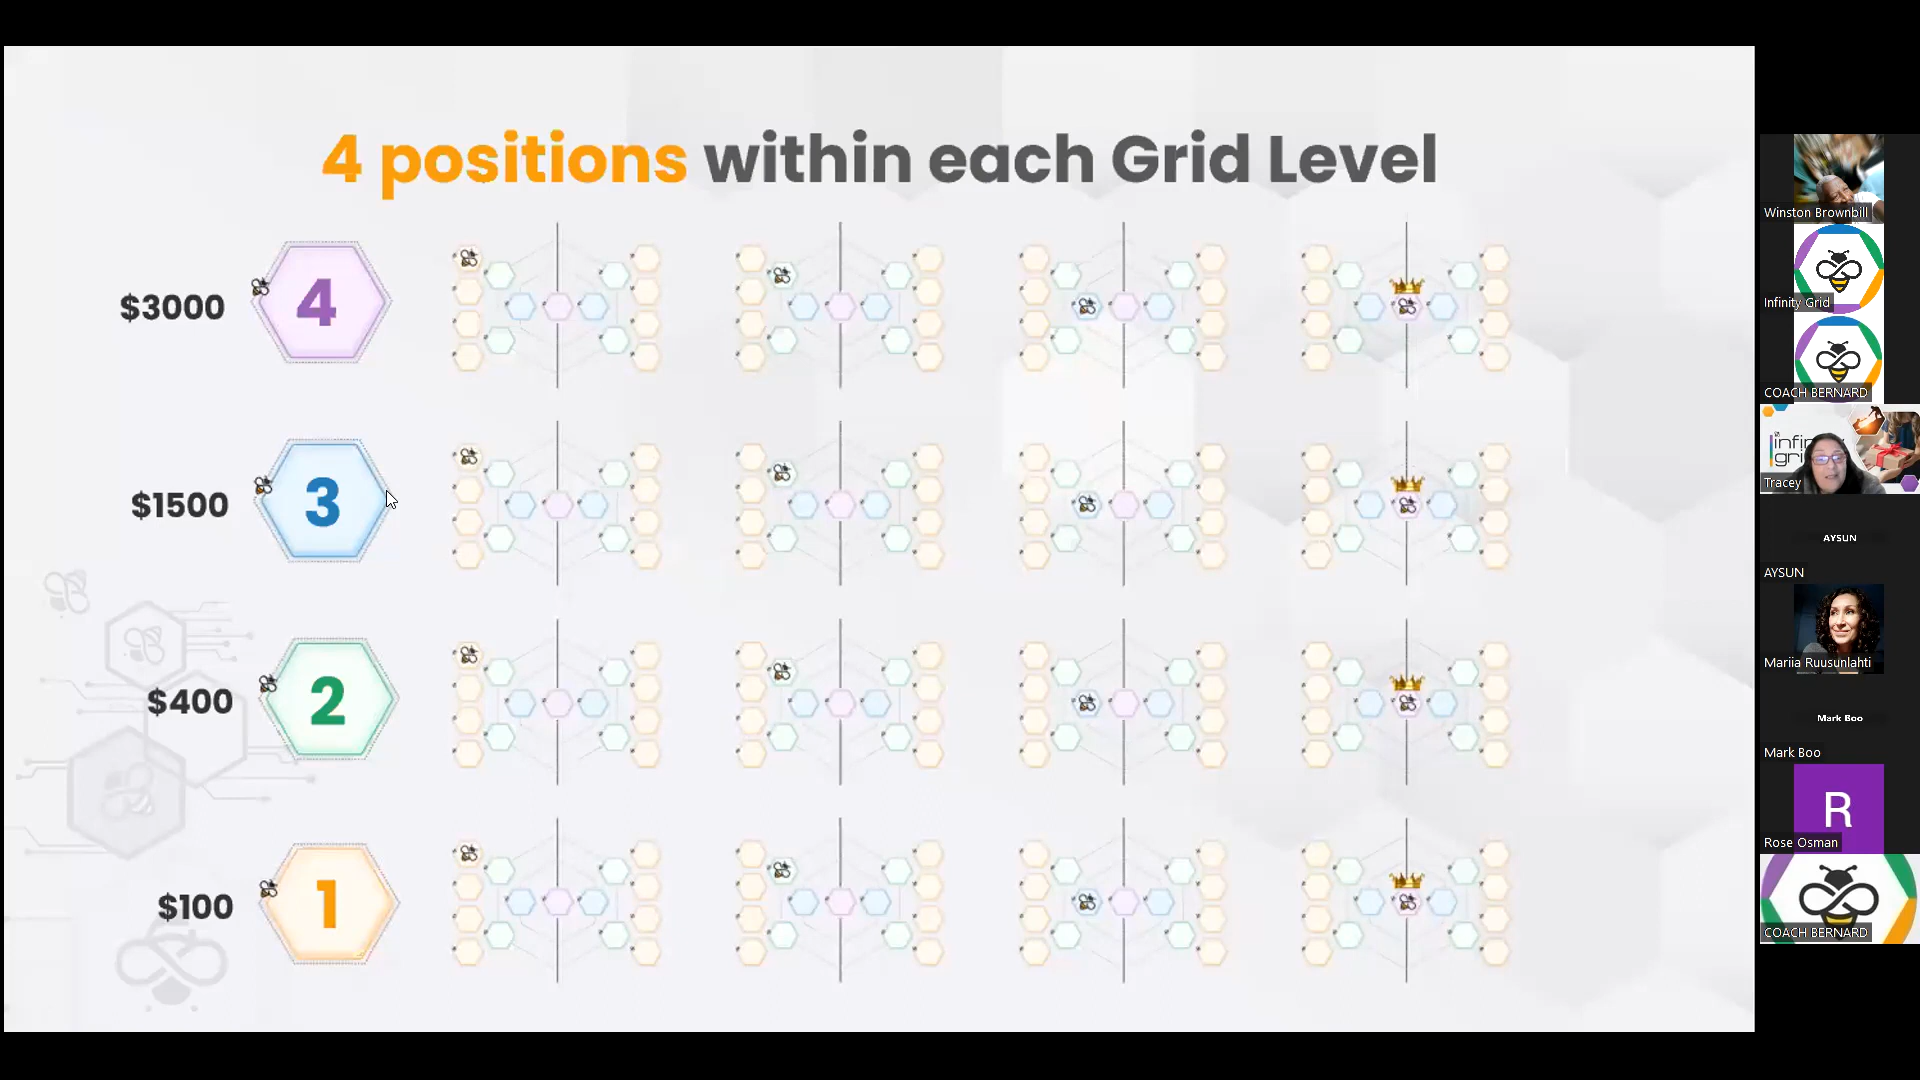 4 positions within each Grid Level
$3000
4
$1500
3
$400
2
$100
1
Winston Brownbill
Infinity Grid
COACH BERNARD
Tracey
AYSUN
AYSUN
Mariia Ruusunlahti
Mark Boo
Mark Boo
R
Rose Osman
COACH BERNARD